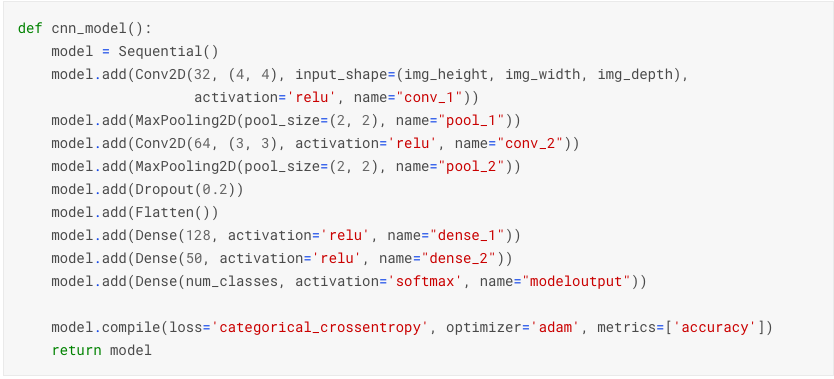 def cnn_model():
    model = Sequential()
    model.add(Conv2D(32, (4, 4), input_shape=(img_height, img_width, img_depth),
                     activation='relu', name="conv_1"))
    model.add(MaxPooling2D(pool_size=(2, 2), name="pool_1"))
    model.add(Conv2D(64, (3, 3), activation='relu', name="conv_2"))
    model.add(MaxPooling2D(pool_size=(2, 2), name="pool_2"))
    model.add(Dropout(0.2))
    model.add(Flatten())
    model.add(Dense(128, activation='relu', name="dense_1"))
    model.add(Dense(50, activation='relu', name="dense_2"))
    model.add(Dense(num_classes, activation='softmax', name="modeloutput"))

    model.compile(loss='categorical_crossentropy', optimizer='adam', metrics=['accuracy'])
    return model